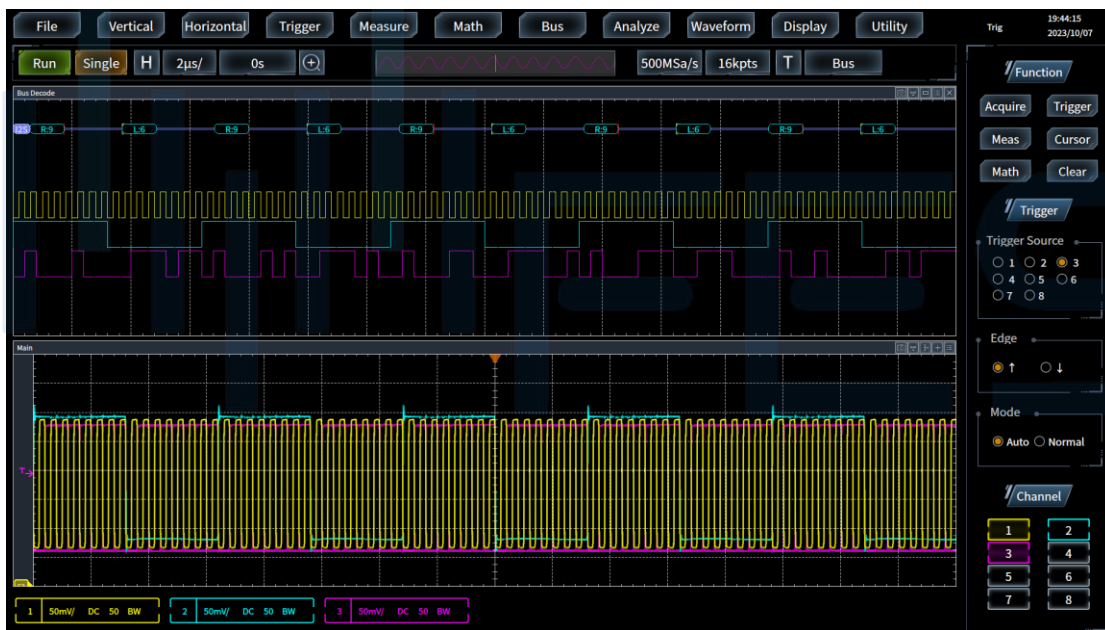 File Vertical Horizontal Trigger Measure Math Bus Analyze Waveform Display Utility Trig 19:44:15
2023/10/07
Run Single H 2μs/ 0s 500MSa/s 16kpts T Bus
Function
Bus Decode
Acquire Trigger
I2S R:9 L:6 R:9 L:6 R:9 L:6 R:9 L:6 R:9 L:6
Meas Cursor
Math Clear
Trigger
Trigger Source
1 2 3
4 5 6
7 8
Edge
Main
↑ ↓
Mode
Auto Normal
T
Channel
1 2
3 4
5 6
7 8
1 50mV/ DC 50 BW 2 50mV/ DC 50 BW 3 50mV/ DC 50 BW